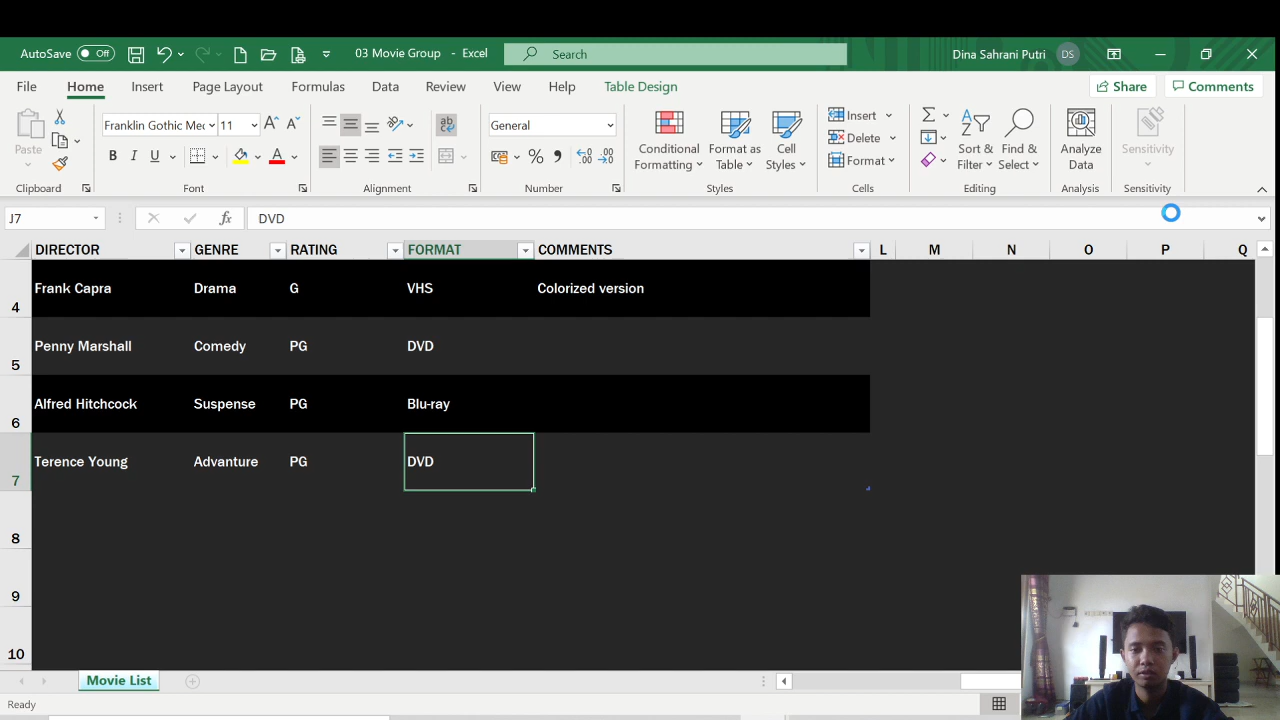 AutoSave Off 03 Movie Group - Excel Search Dina Sahrani Putri DS
File Home Insert Page Layout Formulas Data Review View Help Table Design Share Comments
Franklin Gothic Mec 11 A A ab c General Insert
Paste B I U A % Conditional Formatting Format as Table Cell Styles Delete Sort & Filter Find & Select Analyze Data Sensitivity
Format
Clipboard Font Alignment Number Styles Cells Editing Analysis Sensitivity
J7 fx DVD
DIRECTOR GENRE RATING FORMAT COMMENTS L M N O P Q
4 Frank Capra Drama G VHS Colorized version
5 Penny Marshall Comedy PG DVD
6 Alfred Hitchcock Suspense PG Blu-ray
7 Terence Young Advanture PG DVD
8
9
10
Movie List
Ready